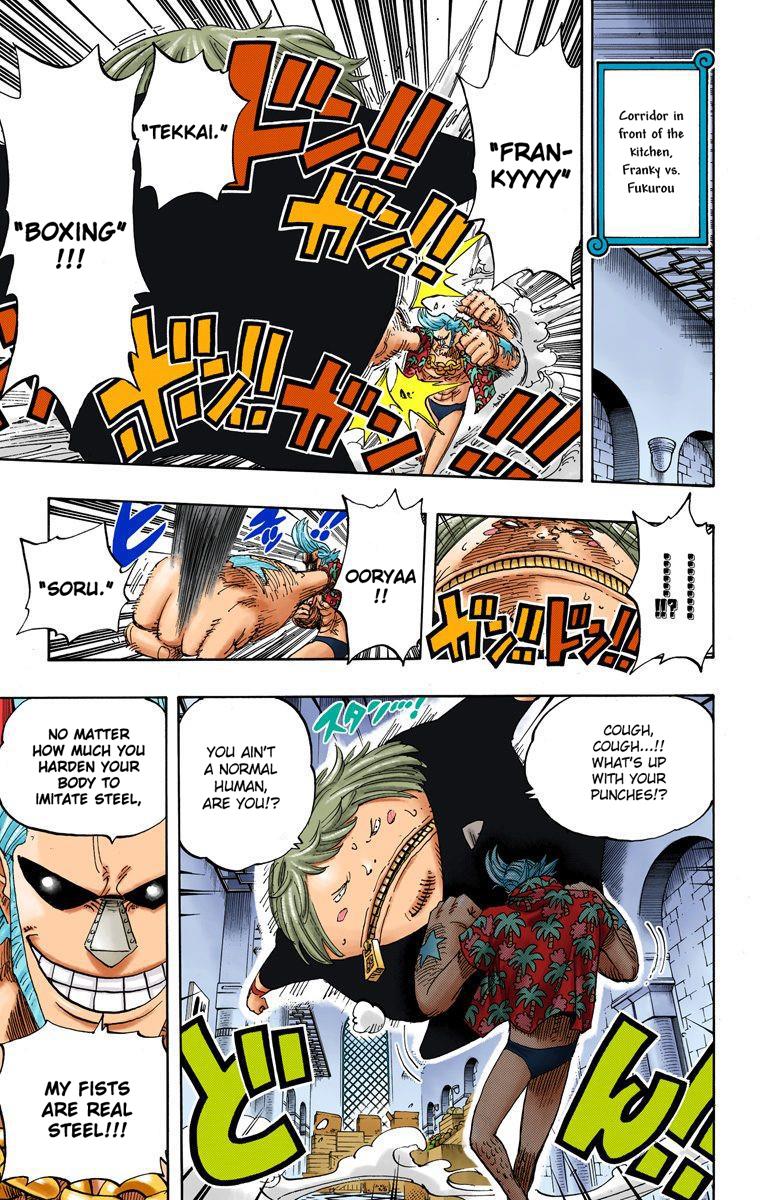 Corridor in
front of the
kitchen,
Franky vs.
Fukurou
"FRAN-
KYYYY"
"TEKKAI."
"BOXING"
!!!
ドン!!
ガン!!
ボン!!
ガン!!!
!!?
ガン!!
ドン!!
OORYAA
!!
"SORU."
COUGH,
COUGH...!!
WHAT'S UP
WITH YOUR
PUNCHES!?
YOU AIN'T
A NORMAL
HUMAN,
ARE YOU!?
スタン...!
どん!!
NO MATTER
HOW MUCH YOU
HARDEN YOUR
BODY TO
IMITATE STEEL,
MY FISTS
ARE REAL
STEEL!!!